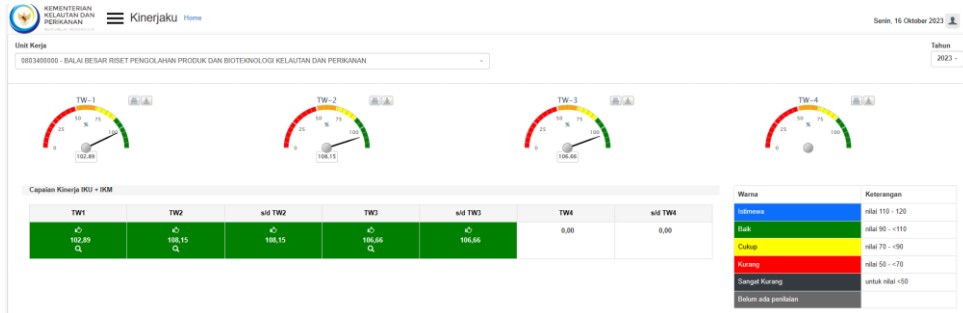 KEMENTERIAN
KELAUTAN DAN
PERIKANAN
REPUBLIK INDONESIA
Kinerjaku Home
Senin, 16 Oktober 2023
Unit Kerja
Tahun
0803400000 - BALAI BESAR RISET PENGOLAHAN PRODUK DAN BIOTEKNOLOGI KELAUTAN DAN PERIKANAN
2023
TW-1
0 25 50 75 100
%
102.89
TW-2
0 25 50 75 100
%
108.15
TW-3
0 25 50 75 100
%
106.66
TW-4
0 25 50 75 100
%
Capaian Kinerja IKU + IKM
TW1 TW2 s/d TW2 TW3 s/d TW3 TW4 s/d TW4
102,89 108,15 108,15 106,66 106,66 0,00 0,00
Warna Keterangan
Istimewa nilai 110 - 120
Baik nilai 90 - <110
Cukup nilai 70 - <90
Kurang nilai 50 - <70
Sangat Kurang untuk nilai <50
Belum ada penilaian